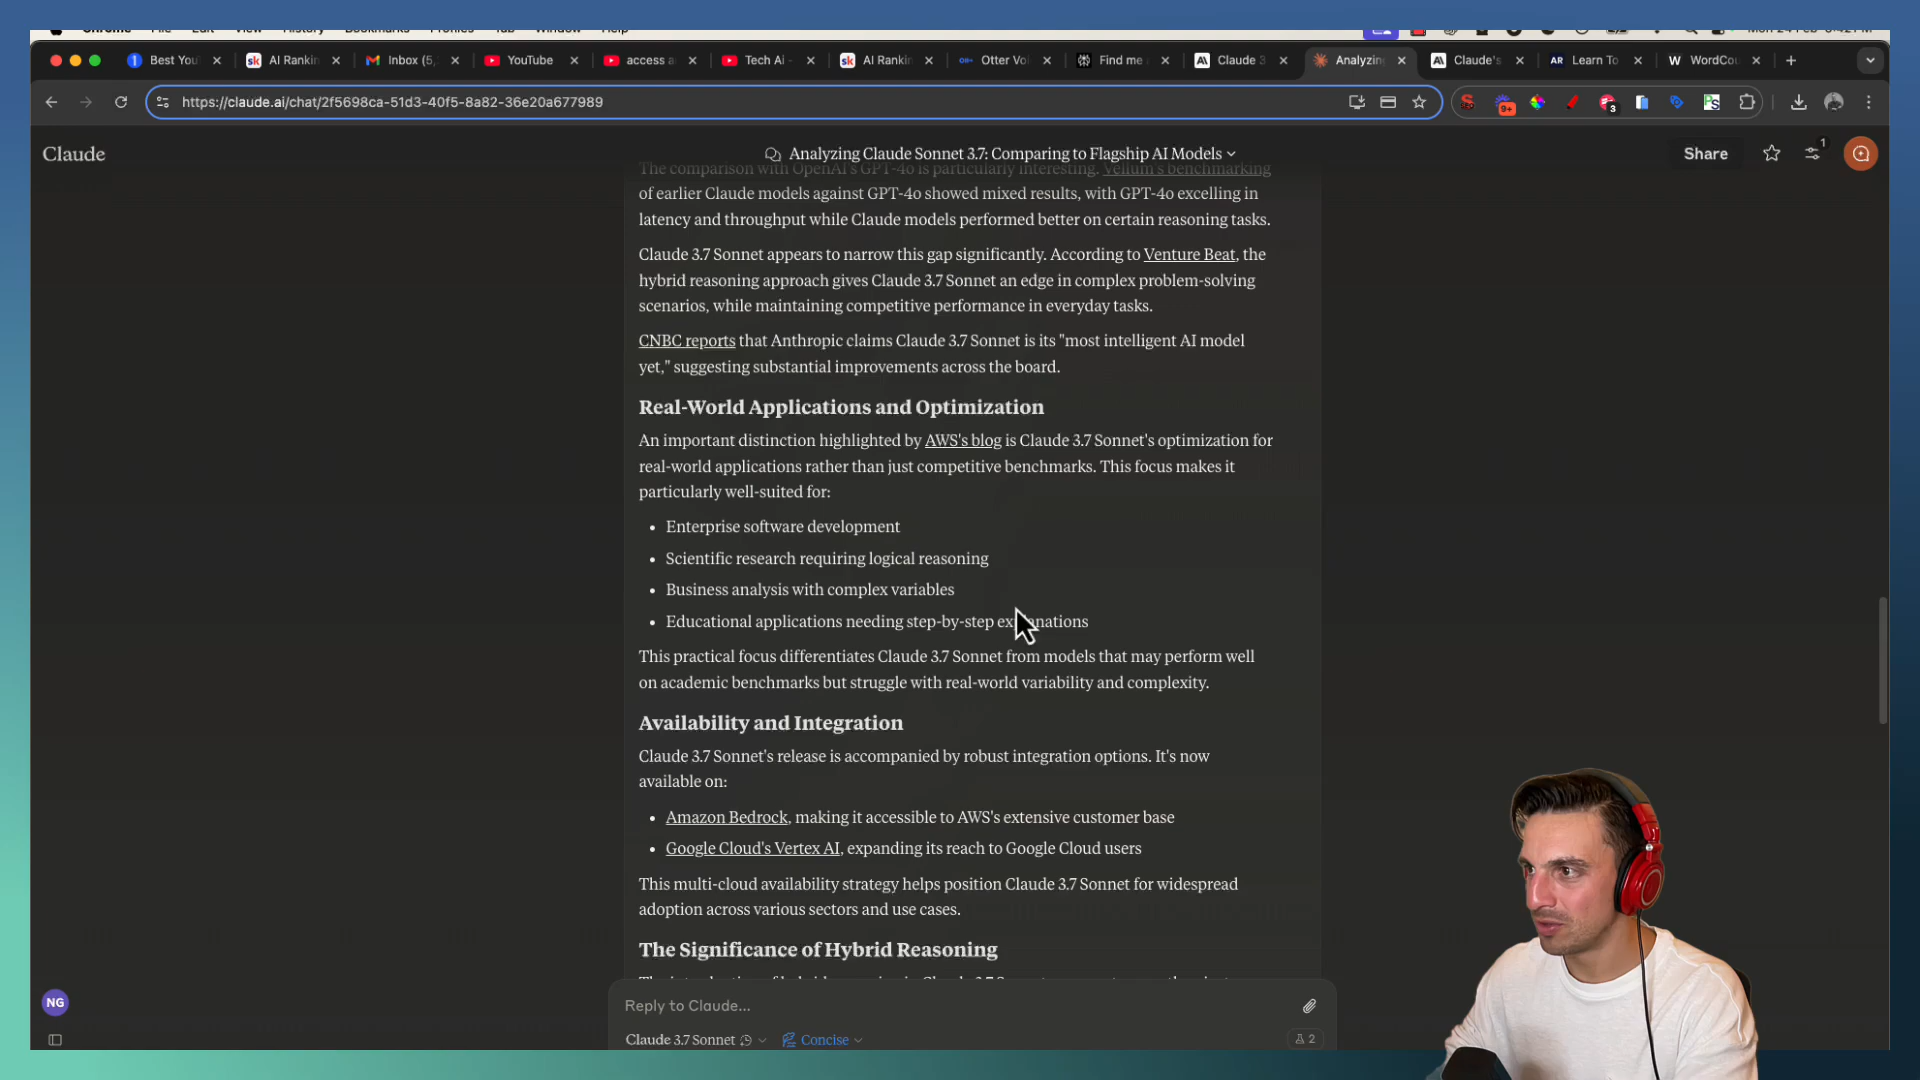 Chrome File Edit View History Bookmarks Profiles Tab Window Help
Best You
AI Rankin
Inbox (5,
YouTube
access a
Tech Ai -
AI Rankin
Otter Voi
Find me
Claude 3
Analyzin
Claude's
Learn To
WordCou
https://claude.ai/chat/2f5698ca-51d3-40f5-8a82-36e20a677989
9+
3
Claude
Analyzing Claude Sonnet 3.7: Comparing to Flagship AI Models
Share
1
The comparison with OpenAI's GPT-4o is particularly interesting. Vellum's benchmarking
of earlier Claude models against GPT-4o showed mixed results, with GPT-4o excelling in
latency and throughput while Claude models performed better on certain reasoning tasks.
Claude 3.7 Sonnet appears to narrow this gap significantly. According to Venture Beat, the
hybrid reasoning approach gives Claude 3.7 Sonnet an edge in complex problem-solving
scenarios, while maintaining competitive performance in everyday tasks.
CNBC reports that Anthropic claims Claude 3.7 Sonnet is its "most intelligent AI model
yet," suggesting substantial improvements across the board.
Real-World Applications and Optimization
An important distinction highlighted by AWS's blog is Claude 3.7 Sonnet's optimization for
real-world applications rather than just competitive benchmarks. This focus makes it
particularly well-suited for:
• Enterprise software development
• Scientific research requiring logical reasoning
• Business analysis with complex variables
• Educational applications needing step-by-step explanations
This practical focus differentiates Claude 3.7 Sonnet from models that may perform well
on academic benchmarks but struggle with real-world variability and complexity.
Availability and Integration
Claude 3.7 Sonnet's release is accompanied by robust integration options. It's now
available on:
• Amazon Bedrock, making it accessible to AWS's extensive customer base
• Google Cloud's Vertex AI, expanding its reach to Google Cloud users
This multi-cloud availability strategy helps position Claude 3.7 Sonnet for widespread
adoption across various sectors and use cases.
The Significance of Hybrid Reasoning
Reply to Claude...
Claude 3.7 Sonnet
Concise
2
NG